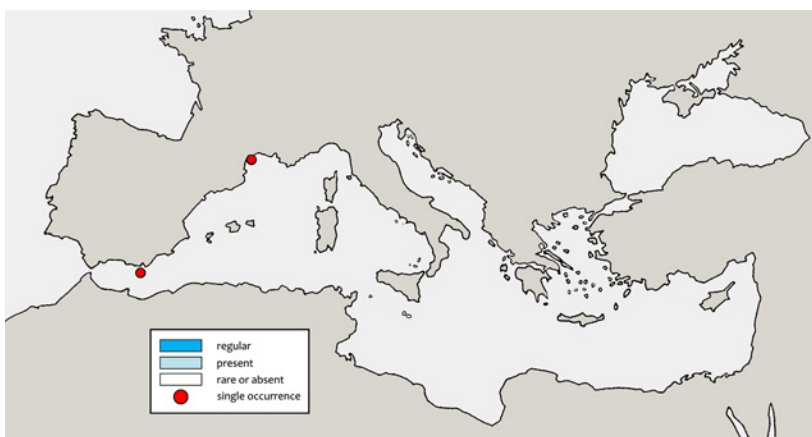 regular
present
rare or absent
single occurrence